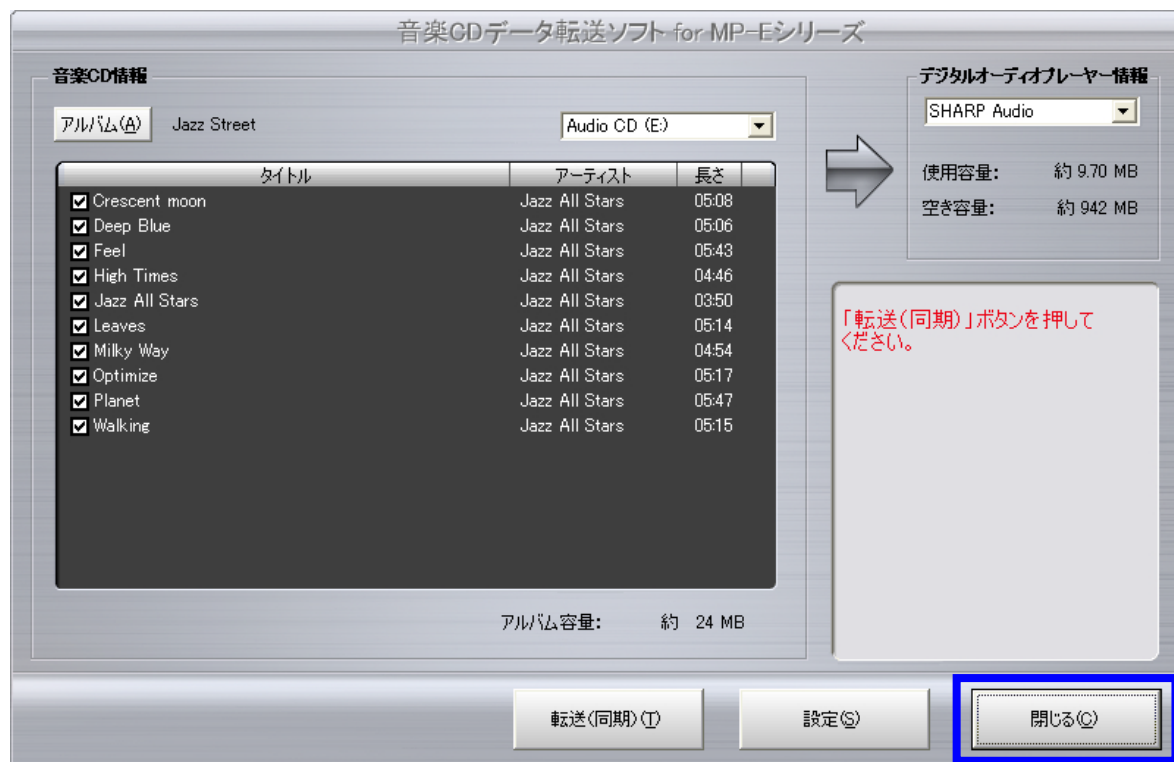 音楽CDデータ転送ソフト for MP-Eシリーズ
音楽CD情報
アルバム(A) Jazz Street Audio CD (E:)
タイトル アーティスト 長さ
Crescent moon Jazz All Stars 05:08
Deep Blue Jazz All Stars 05:06
Feel Jazz All Stars 05:43
High Times Jazz All Stars 04:46
Jazz All Stars Jazz All Stars 03:50
Leaves Jazz All Stars 05:14
Milky Way Jazz All Stars 04:54
Optimize Jazz All Stars 05:17
Planet Jazz All Stars 05:47
Walking Jazz All Stars 05:15
アルバム容量: 約 24 MB
デジタルオーディオプレーヤー情報
SHARP Audio
使用容量: 約 9.70 MB
空き容量: 約 942 MB
「転送(同期)」ボタンを押して
ください。
転送(同期)(T) 設定(S) 閉じる(C)